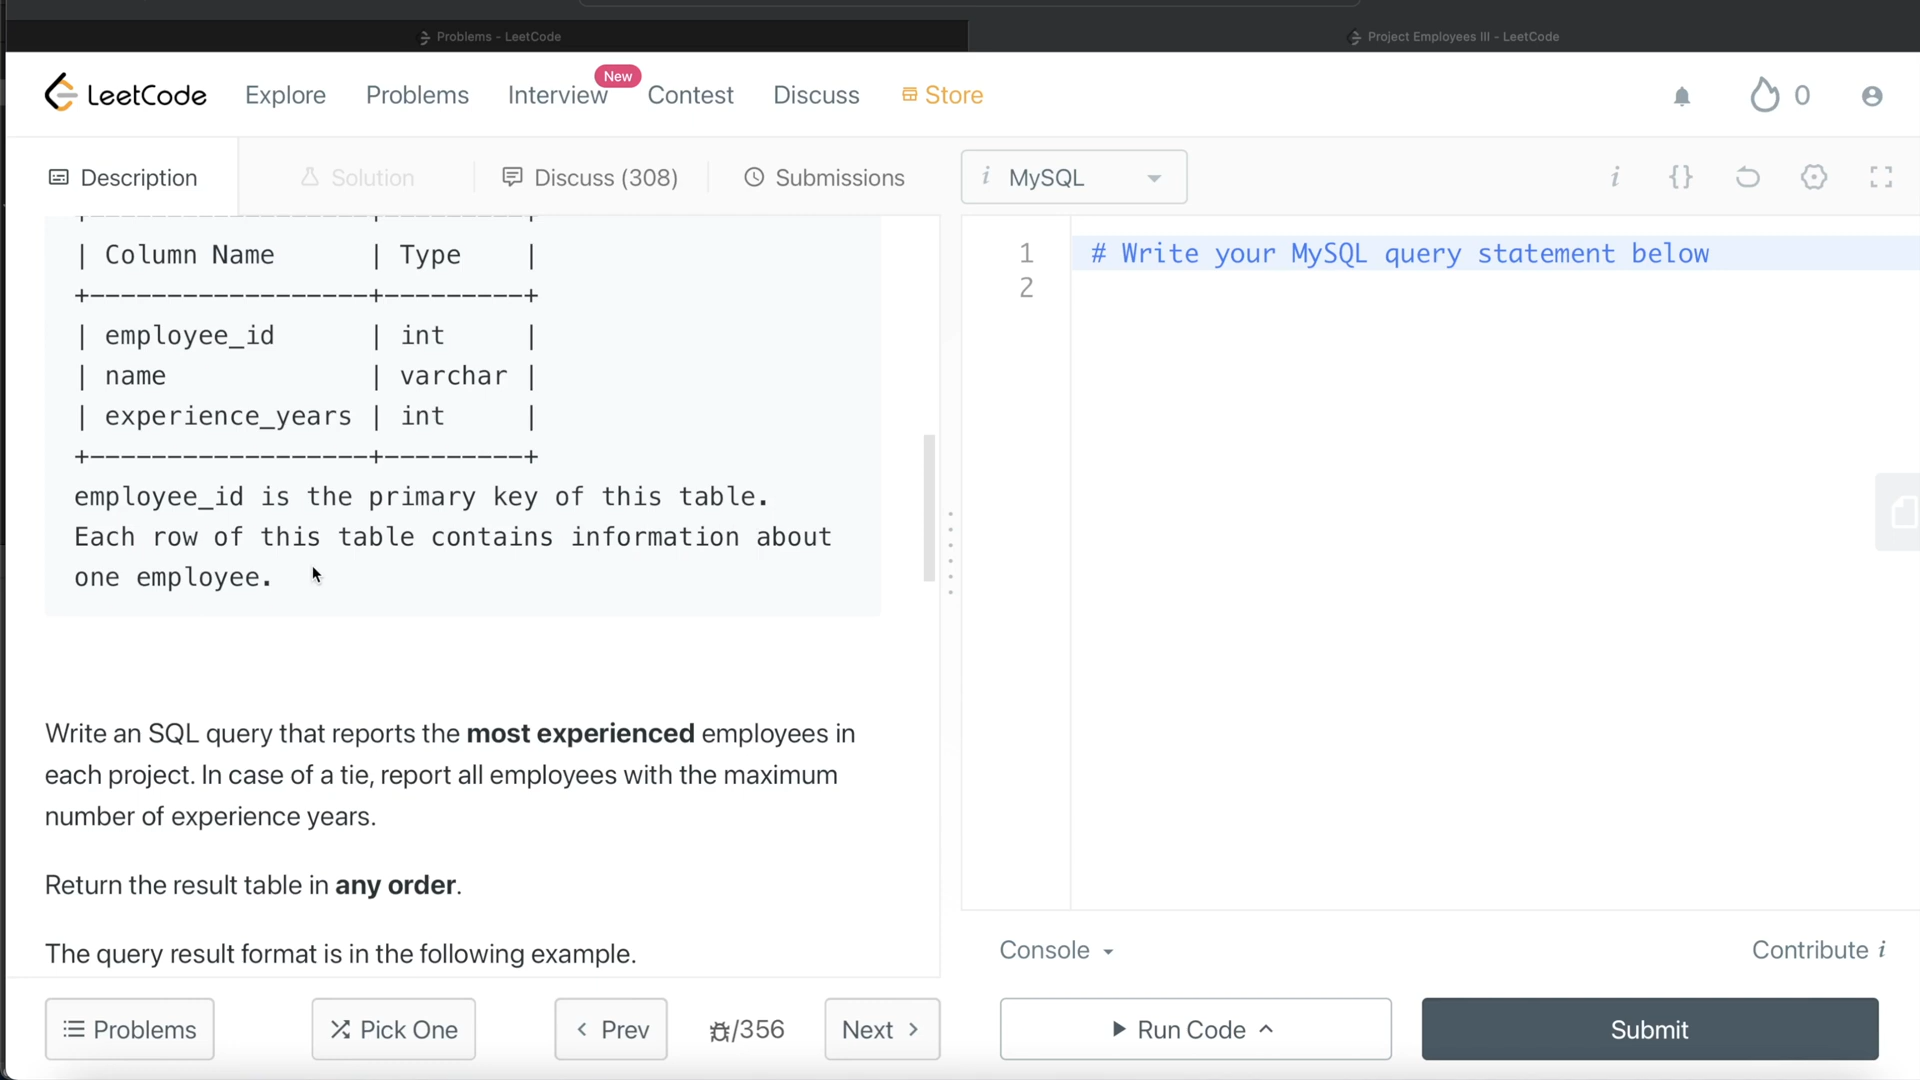 Problems - LeetCode
Project Employees III - LeetCode
LeetCode Explore Problems Interview New Contest Discuss Store 0
Description Solution Discuss (308) Submissions
i MySQL i {}
| Column Name | Type |
+------------------+---------+
| employee_id | int |
| name | varchar |
| experience_years | int |
+------------------+---------+
employee_id is the primary key of this table.
Each row of this table contains information about
one employee.
Write an SQL query that reports the most experienced employees in
each project. In case of a tie, report all employees with the maximum
number of experience years.
Return the result table in any order.
The query result format is in the following example.
1 # Write your MySQL query statement below
2
Console
Contribute i
Problems Pick One Prev /356 Next
Run Code Submit